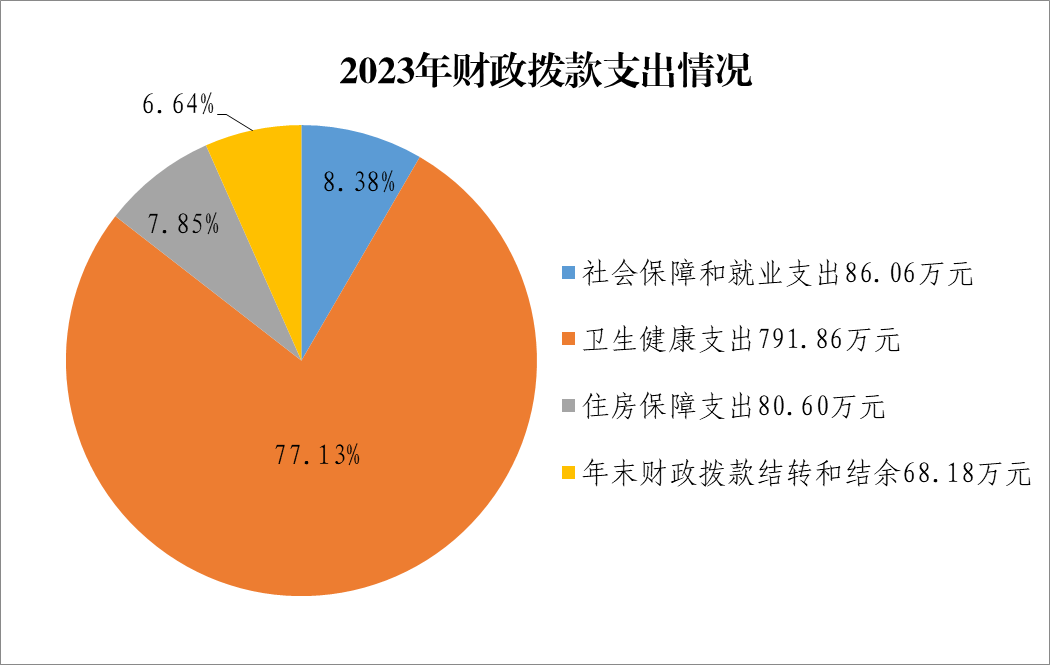 2023年财政拨款支出情况
6.64%
8.38%
7.85%
77.13%
社会保障和就业支出86.06万元
卫生健康支出791.86万元
住房保障支出80.60万元
年末财政拨款结转和结余68.18万元